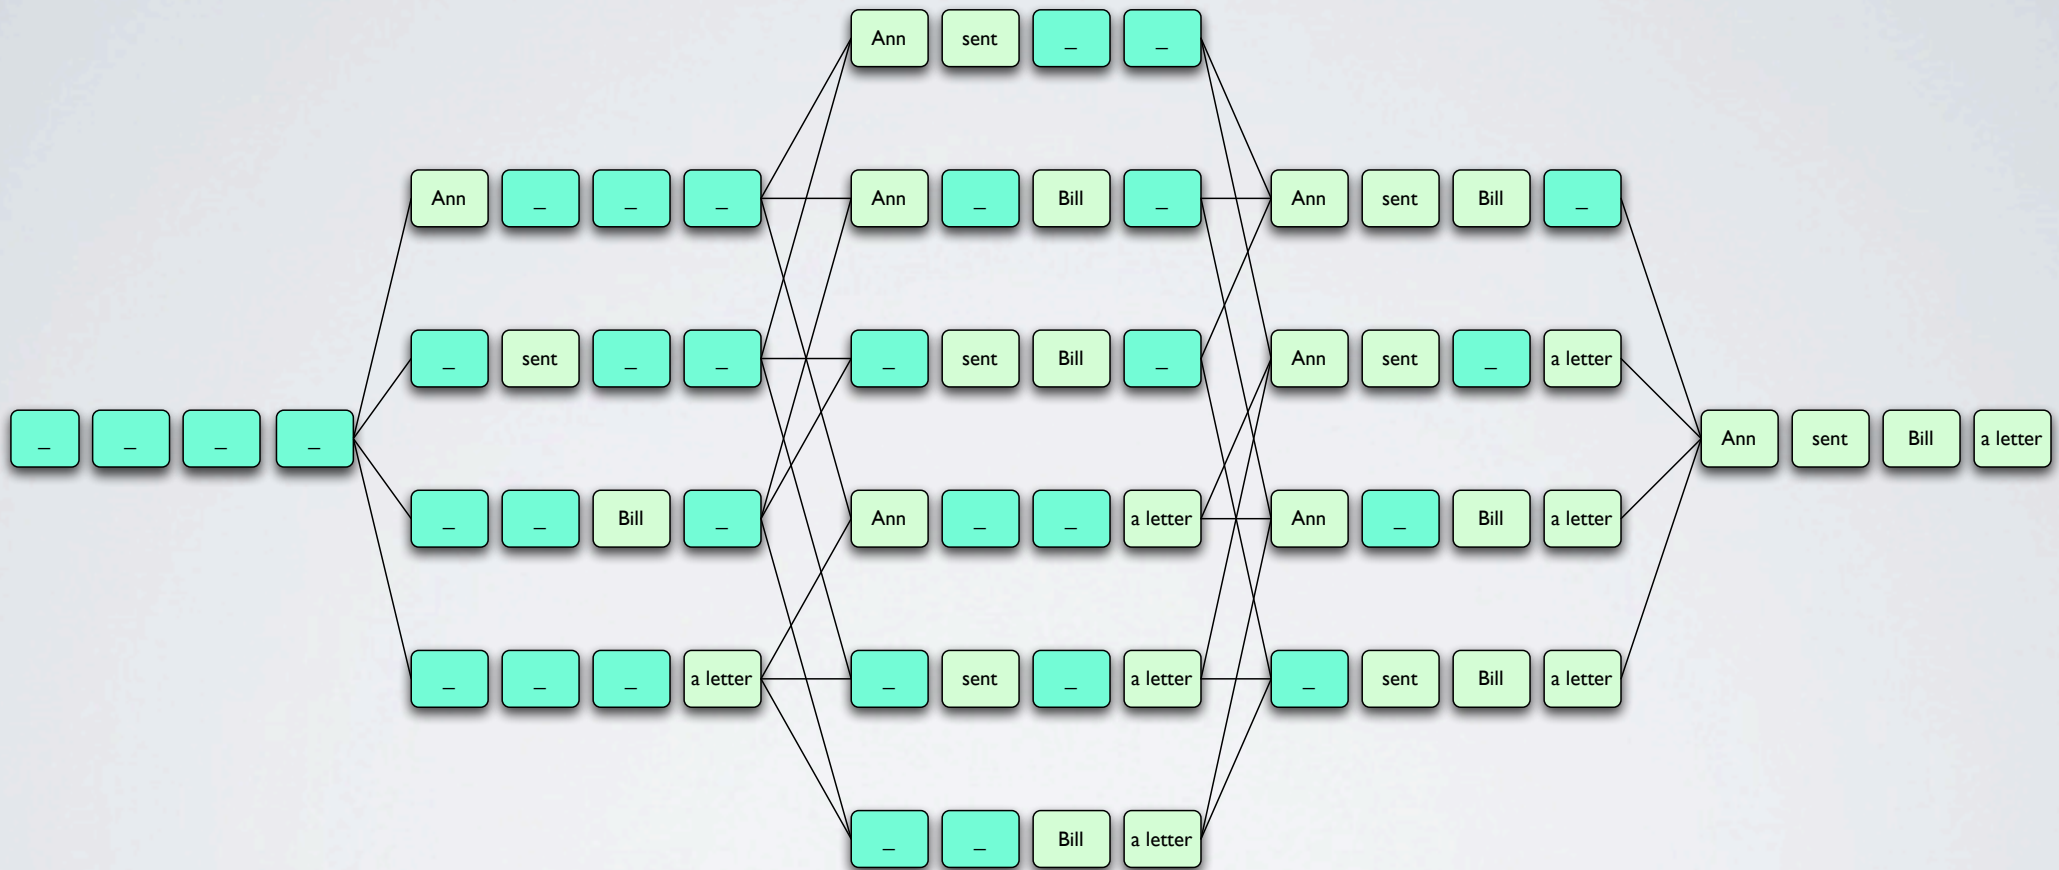 Ann sent _ _
Ann _ _ _
Ann _ Bill _
Ann sent Bill _
_ sent _ _
_ sent Bill _
Ann sent _ a letter
_ _ _ _
Ann sent Bill a letter
_ _ Bill _
Ann _ _ a letter
Ann _ Bill a letter
_ _ _ a letter
_ sent _ a letter
_ sent Bill a letter
_ _ Bill a letter